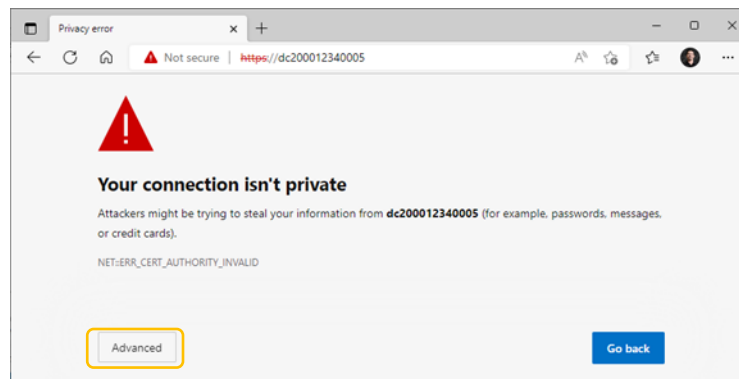 Privacy error
Not secure | https://dc200012340005
Your connection isn't private
Attackers might be trying to steal your information from dc200012340005 (for example, passwords, messages,
or credit cards).
NET::ERR_CERT_AUTHORITY_INVALID
Advanced
Go back